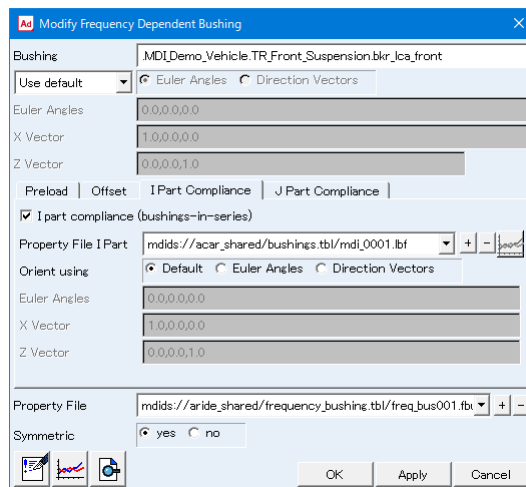 Ad Modify Frequency Dependent Bushing
Bushing .MDI_Demo_Vehicle.TR_Front_Suspension.bkr_lca_front
Use default Euler Angles Direction Vectors
Euler Angles 0.0,0.0,0.0
X Vector 1.0,0.0,0.0
Z Vector 0.0,0.0,1.0
Preload Offset I Part Compliance J Part Compliance
I part compliance (bushings-in-series)
Property File I Part mdids://acar_shared/bushings.tbl/mdi_0001.lbf + -
Orient using Default Euler Angles Direction Vectors
Euler Angles 0.0,0.0,0.0
X Vector 1.0,0.0,0.0
Z Vector 0.0,0.0,1.0
Property File mdids://aride_shared/frequency_bushing.tbl/freq_bus001.fb + -
Symmetric yes no
OK Apply Cancel